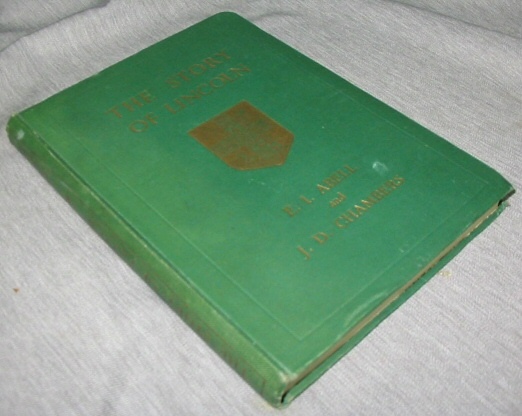 THE STORY
OF LINCOLN
E. I. ABELL
and
J. D. CHAMBERS